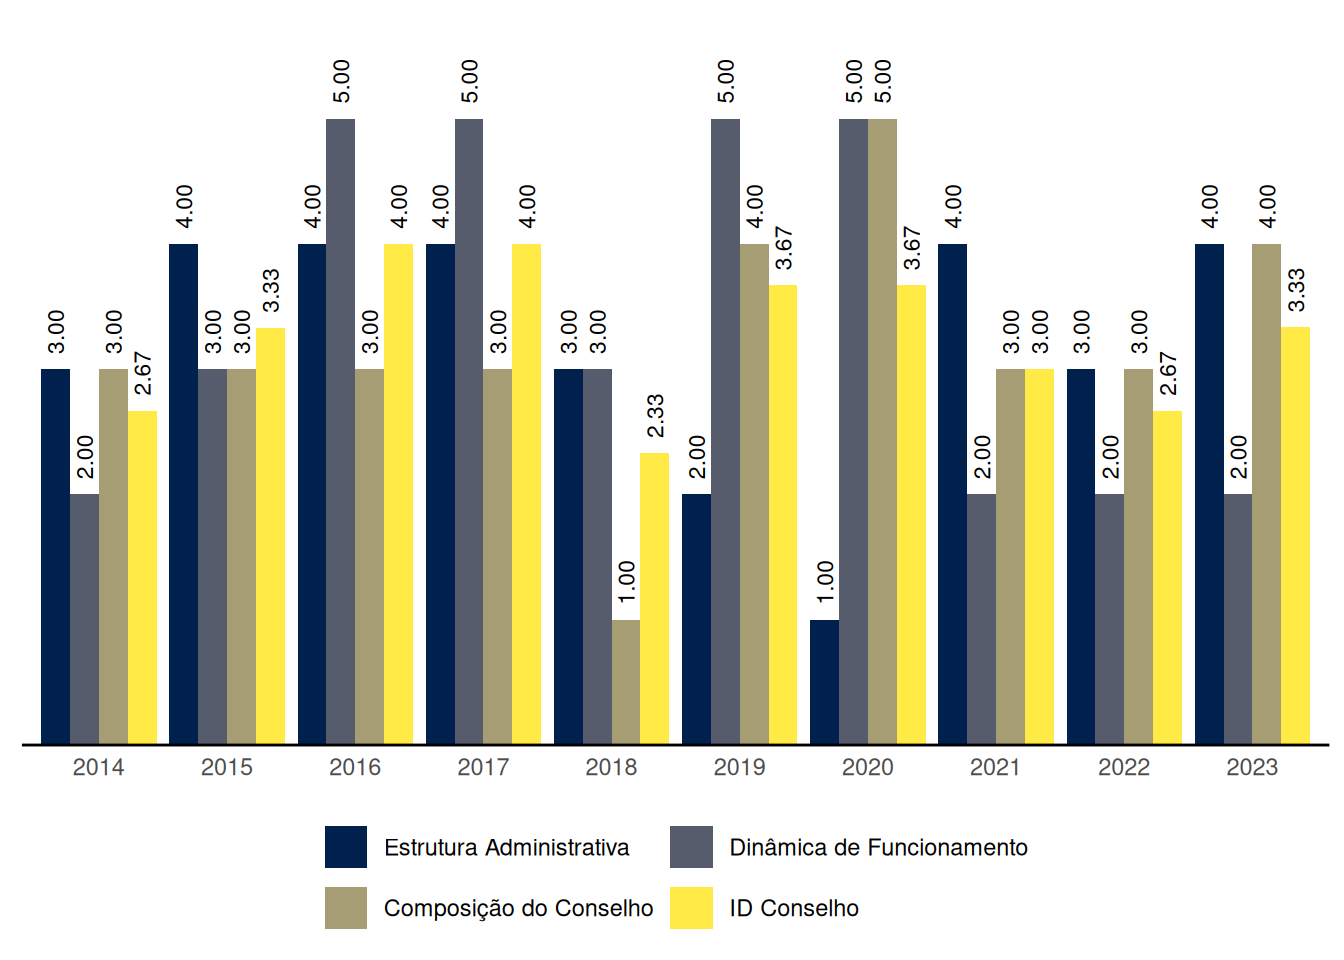 3.00 2.00 3.00 2.67
4.00 3.00 3.00 3.33
4.00 5.00 3.00 4.00
4.00 5.00 3.00 4.00
3.00 3.00 1.00 2.33
2.00 5.00 4.00 3.67
1.00 5.00 5.00 3.67
4.00 2.00 3.00 3.00
3.00 2.00 3.00 2.67
4.00 2.00 4.00 3.33
2014 2015 2016 2017 2018 2019 2020 2021 2022 2023
Estrutura Administrativa Dinâmica de Funcionamento
Composição do Conselho ID Conselho